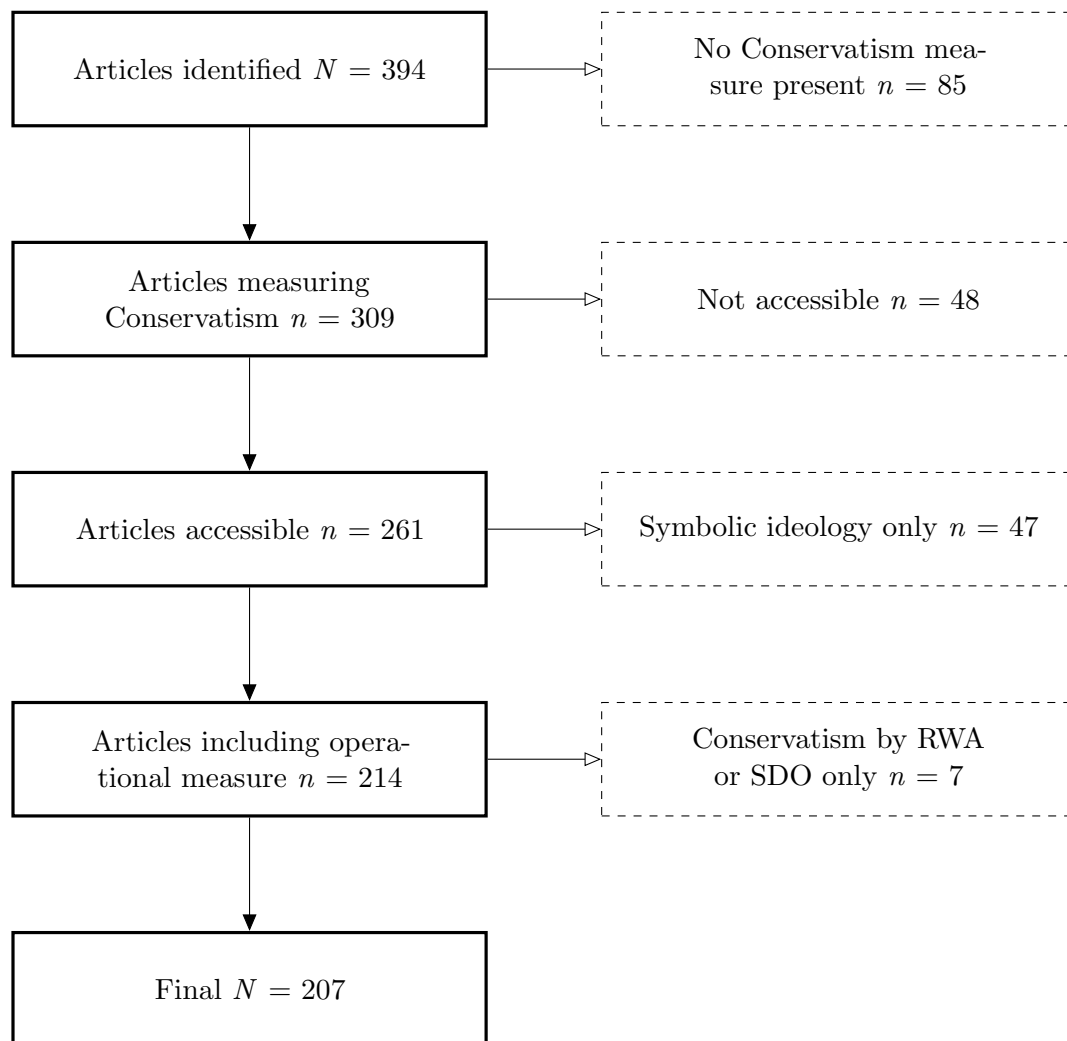 Articles identified N = 394
No Conservatism mea-
sure present n = 85
Articles measuring
Conservatism n = 309
Not accessible n = 48
Articles accessible n = 261
Symbolic ideology only n = 47
Articles including opera-
tional measure n = 214
Conservatism by RWA
or SDO only n = 7
Final N = 207